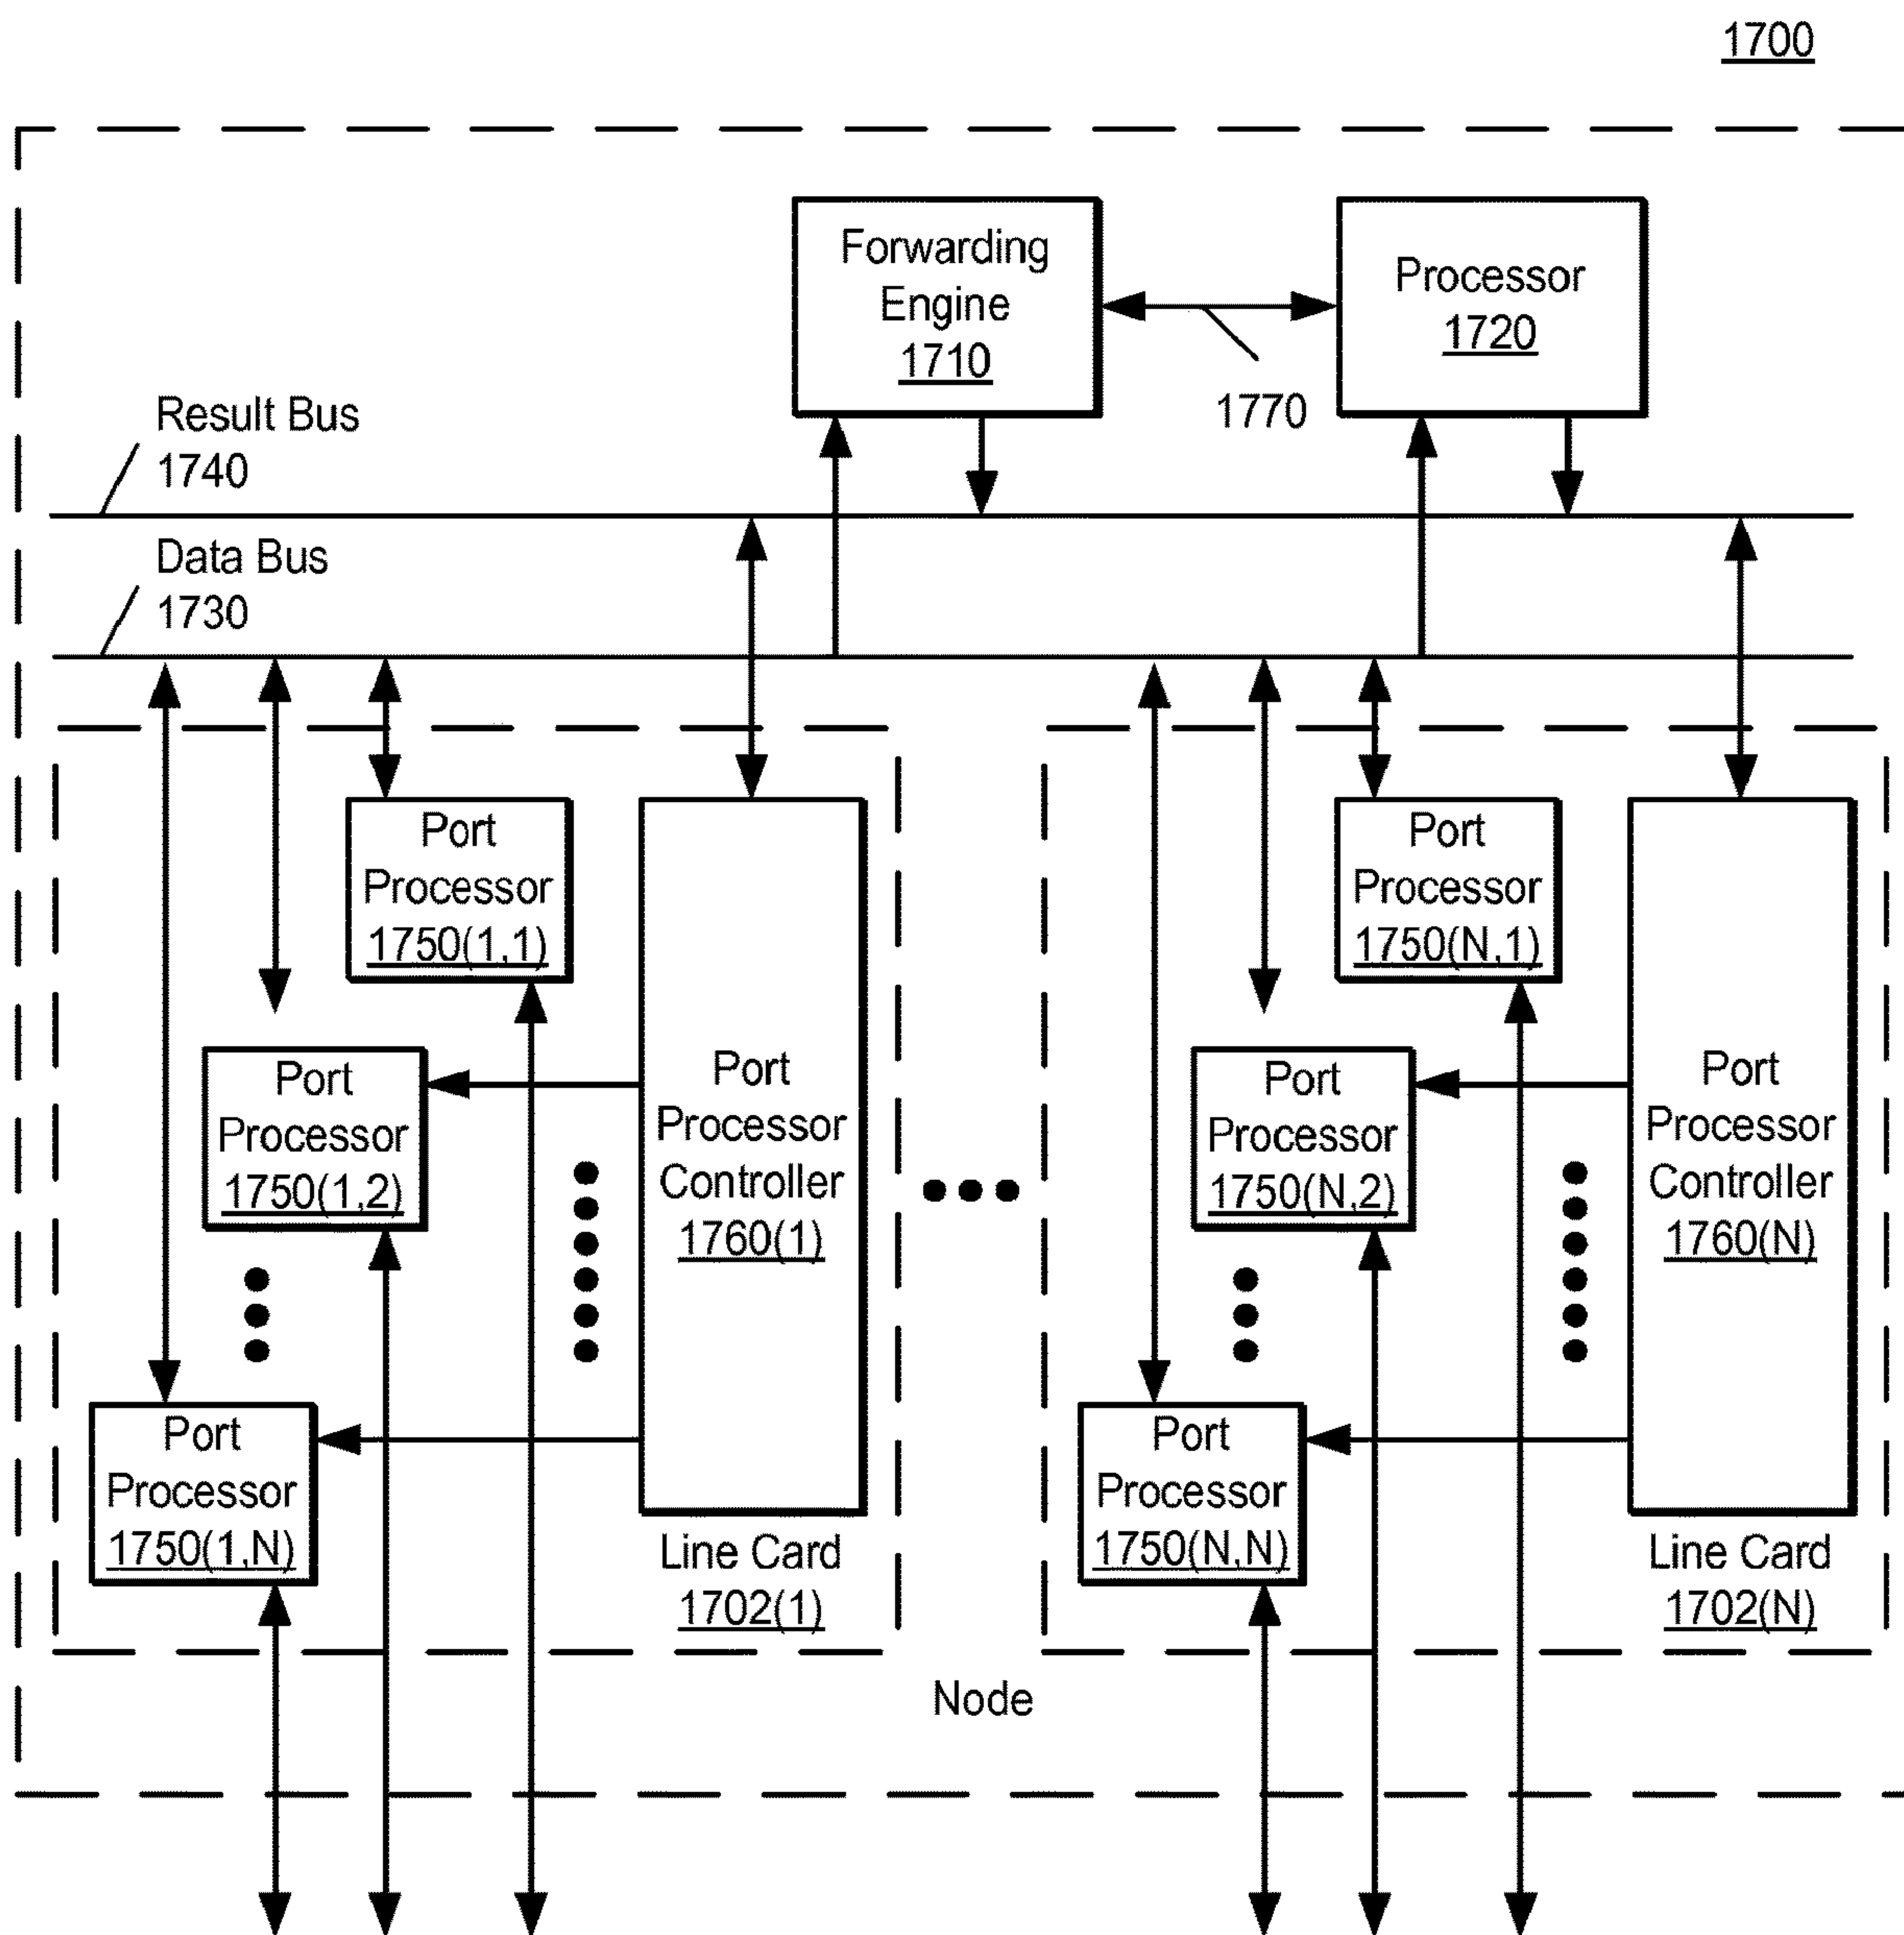 1700
Forwarding
Engine
1710
Processor
1720
1770
Result Bus
1740
Data Bus
1730
Port
Processor
1750(1,1)
Port
Processor
1750(1,2)
Port
Processor
1750(1,N)
Port
Processor
Controller
1760(1)
Line Card
1702(1)
Port
Processor
1750(N,1)
Port
Processor
1750(N,2)
Port
Processor
1750(N,N)
Port
Processor
Controller
1760(N)
Line Card
1702(N)
Node